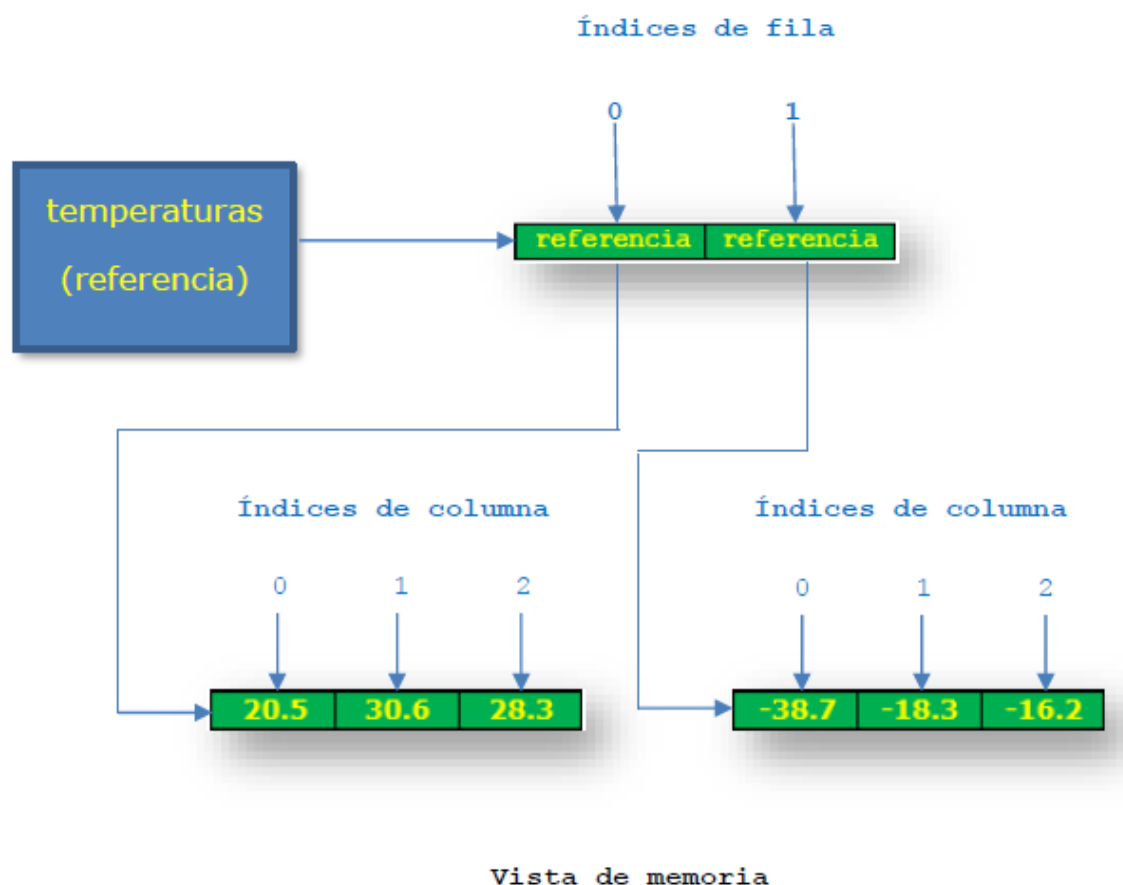 Índices de fila
0 1
temperaturas
(referencia)
referencia referencia
Índices de columna
0 1 2
20.5 30.6 28.3
Índices de columna
0 1 2
-38.7 -18.3 -16.2
Vista de memoria